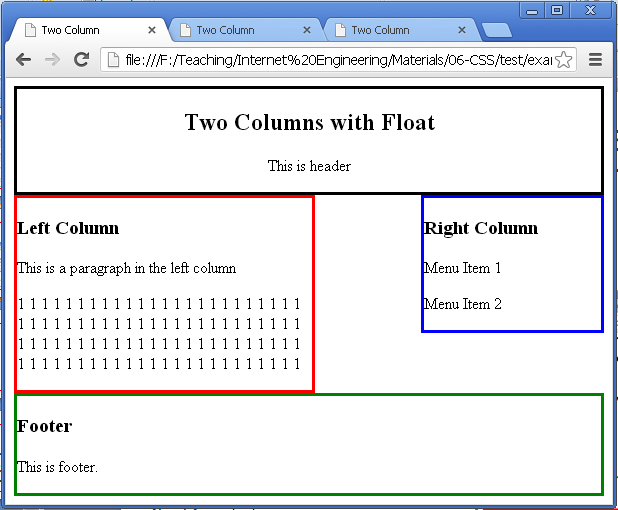 Two Column
Two Column
Two Column
file:///F:/Teaching/Internet%20Engineering/Materials/06-CSS/test/exa
Two Columns with Float
This is header
Left Column
This is a paragraph in the left column
1 1 1 1 1 1 1 1 1 1 1 1 1 1 1 1 1 1 1 1 1 1 1 1
1 1 1 1 1 1 1 1 1 1 1 1 1 1 1 1 1 1 1 1 1 1 1 1
1 1 1 1 1 1 1 1 1 1 1 1 1 1 1 1 1 1 1 1 1 1 1 1
1 1 1 1 1 1 1 1 1 1 1 1 1 1 1 1 1 1 1 1 1 1 1 1
Right Column
Menu Item 1
Menu Item 2
Footer
This is footer.